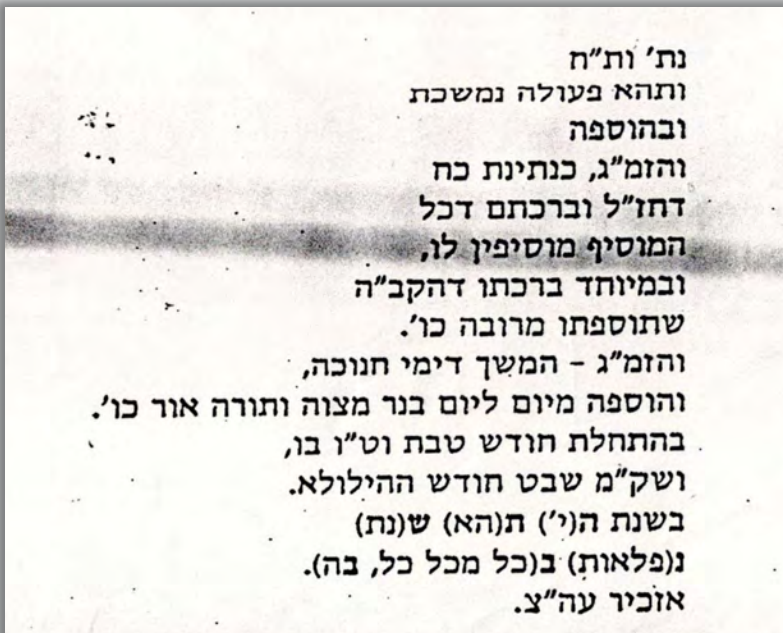 נת' ות"ח
ותהא פעולה נמשכת
ובהוספה
והזמ"ג, כנתינת כח
דחז"ל וברכתם דכל
המוסיף מוסיפין לו,
ובמיוחד ברכתו דהקב"ה
שתוספתו מרובה כו'.
והזמ"ג - המשך דימי חנוכה,
והוספה מיום ליום בנר מצוה ותורה אור כו'.
בהתחלת חודש טבת וט"ו בו,
ושק"מ שבט חודש ההילולא.
בשנת ה(י') ת(הא) ש(נת)
נ(פלאות) ב(כל מכל כל, בה).
אזכיר עה"צ.